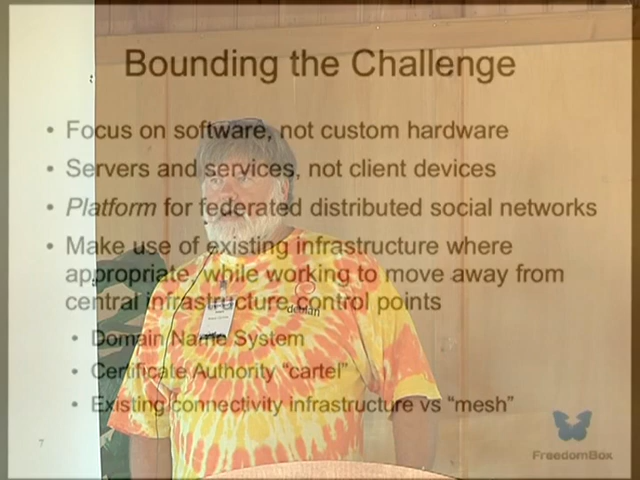 Bounding the Challenge
• Focus on software, not custom hardware
• Servers and services, not client devices
• Platform for federated distributed social networks
• Make use of existing infrastructure where
appropriate, while working to move away from
central infrastructure control points
• Domain Name System
• Certificate Authority “cartel”
• Existing connectivity infrastructure vs “mesh”
debian
7
FreedomBox